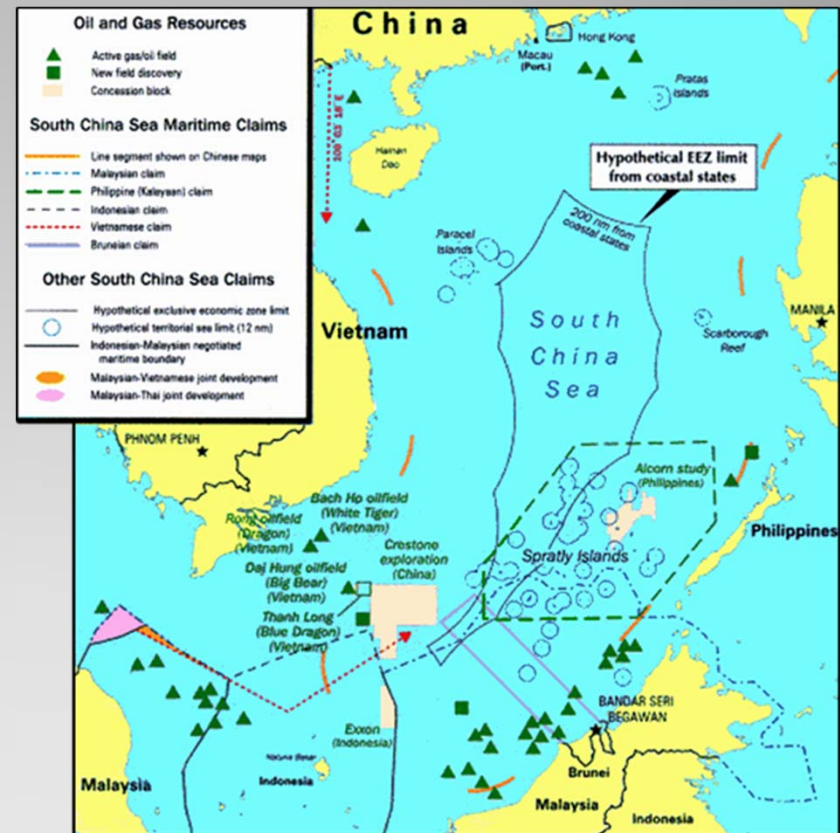 Oil and Gas Resources
Active gas/oil field
New field discovery
Concession block
South China Sea Maritime Claims
Line segment shown on Chinese maps
Malaysian claim
Philippine (Kalayaan) claim
Indonesian claim
Vietnamese claim
Bruneian claim
Other South China Sea Claims
Hypothetical exclusive economic zone limit
Hypothetical territorial sea limit (12 nm)
Indonesian-Malaysian negotiated
maritime boundary
Malaysian-Vietnamese joint development
Malaysian-Thai joint development
China
Hong Kong
Macau
(Port.)
Pratas
Islands
Hainan
Dao
Hypothetical EEZ limit
from coastal states
200 nm from
coastal states
Paracel
Islands
Vietnam
South
China
Sea
MANILA
Scarborough
Reef
PHNOM PENH
Alcorn study
(Philippines)
Bach Ho oilfield
(White Tiger)
(Vietnam)
Rong oilfield
(Dragon)
(Vietnam)
Crestone
exploration
(China)
Philippines
Spratly Islands
Daj Hung oilfield
(Big Bear)
(Vietnam)
Thanh Long
(Blue Dragon)
(Vietnam)
Exxon
(Indonesia)
BANDAR SERI
BEGAWAN
Natuna Besar
Indonesia
Malaysia
Brunei
Malaysia
Indonesia